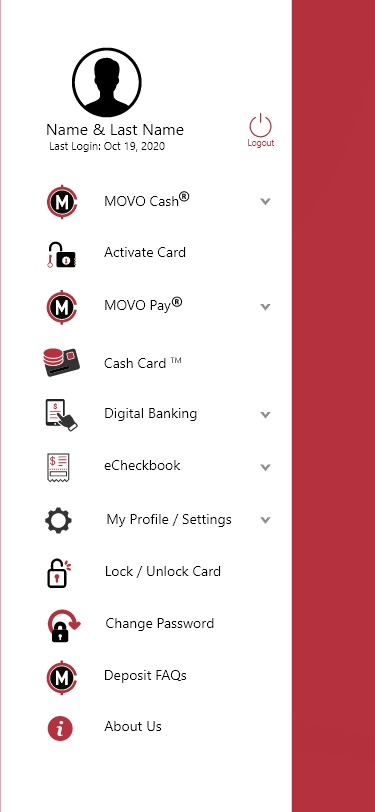 Name & Last Name
Last Login: Oct 19, 2020
Logout
M MOVO Cash®
Activate Card
M MOVO Pay®
Cash Card ™
Digital Banking
eCheckbook
My Profile / Settings
Lock / Unlock Card
Change Password
M Deposit FAQs
About Us